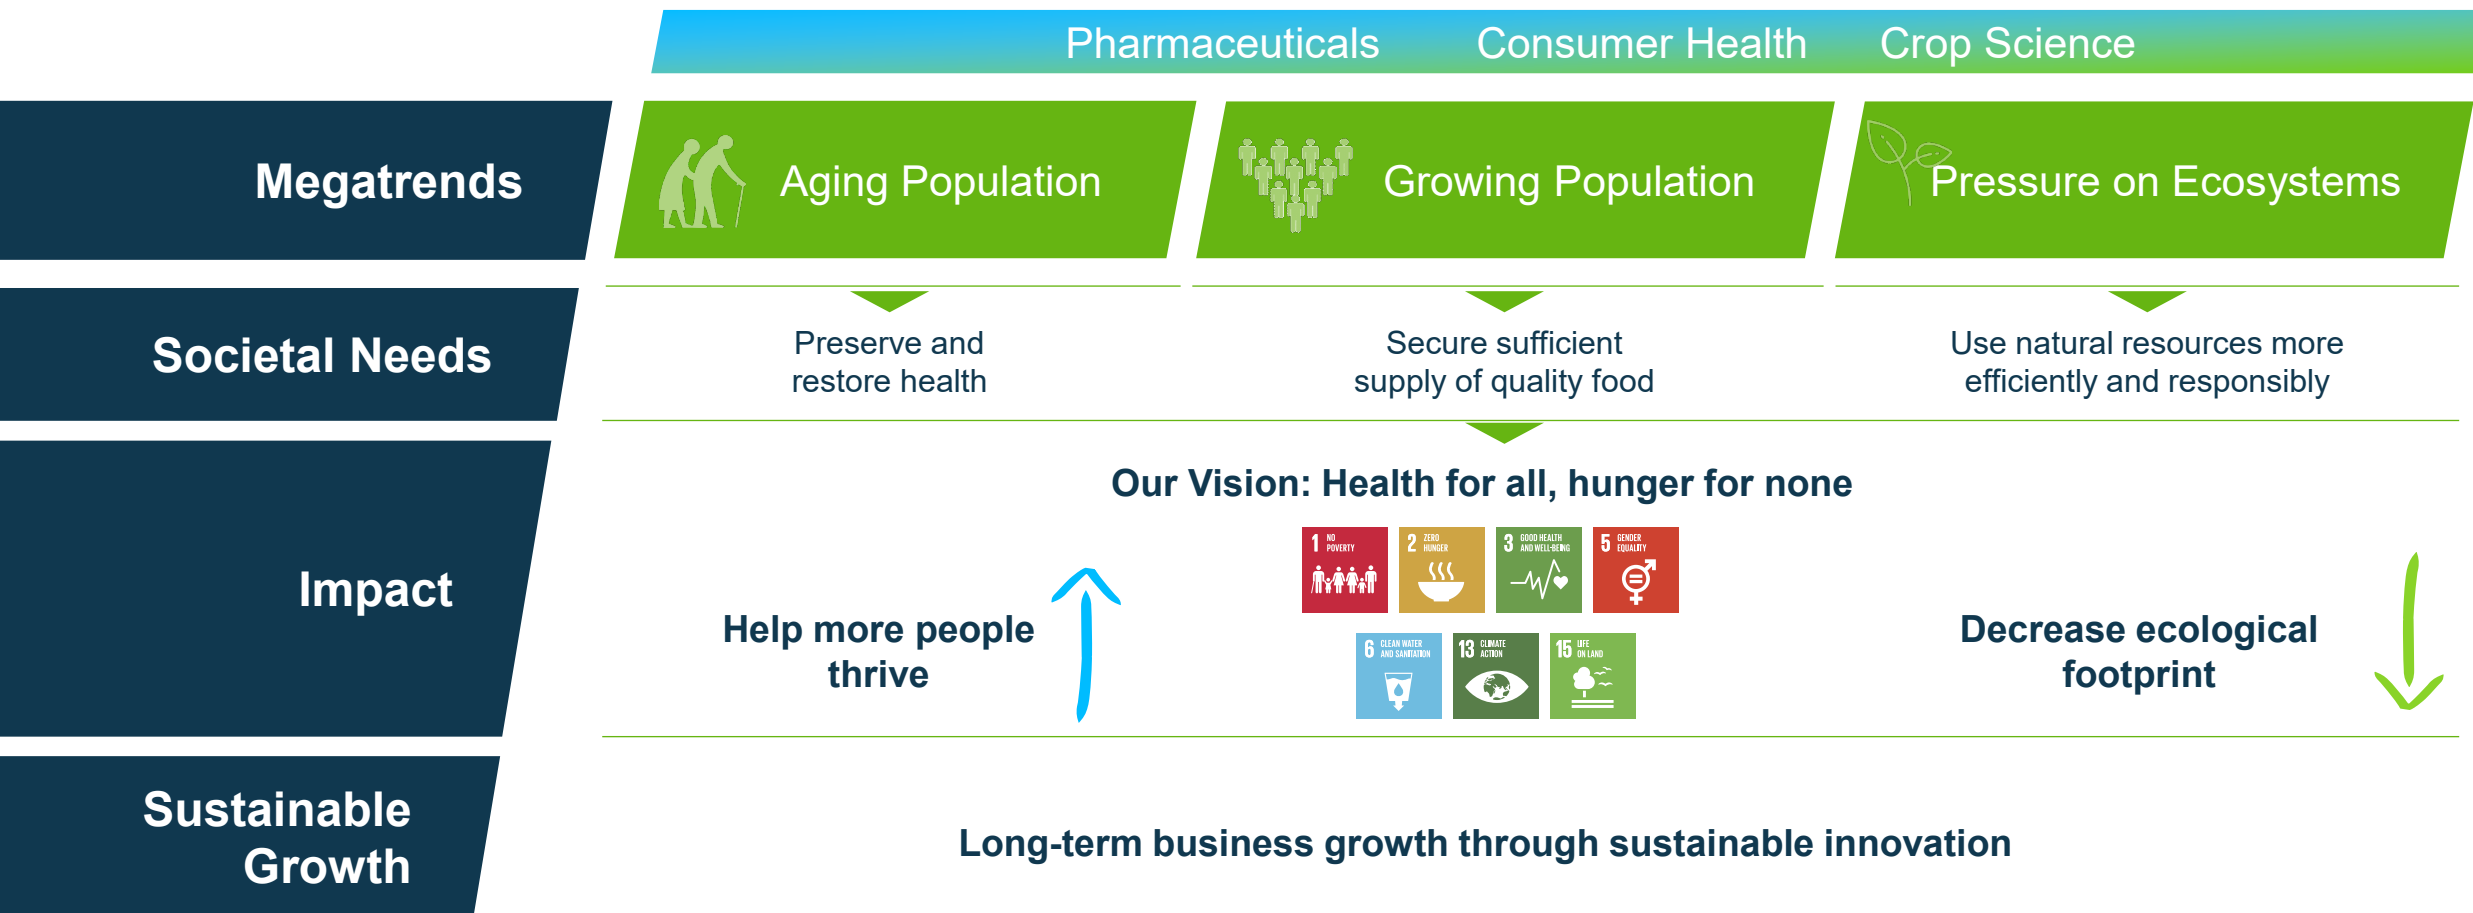 Pharmaceuticals Consumer Health Crop Science
Megatrends
Aging Population
Growing Population
Pressure on Ecosystems
Societal Needs
Preserve and
restore health
Secure sufficient
supply of quality food
Use natural resources more
efficiently and responsibly
Impact
Our Vision: Health for all, hunger for none
Help more people
thrive
1 NO
POVERTY
2 ZERO
HUNGER
3 GOOD HEALTH
AND WELL-BEING
5 GENDER
EQUALITY
6 CLEAN WATER
AND SANITATION
13 CLIMATE
ACTION
15 LIFE
ON LAND
Decrease ecological
footprint
Sustainable
Growth
Long-term business growth through sustainable innovation